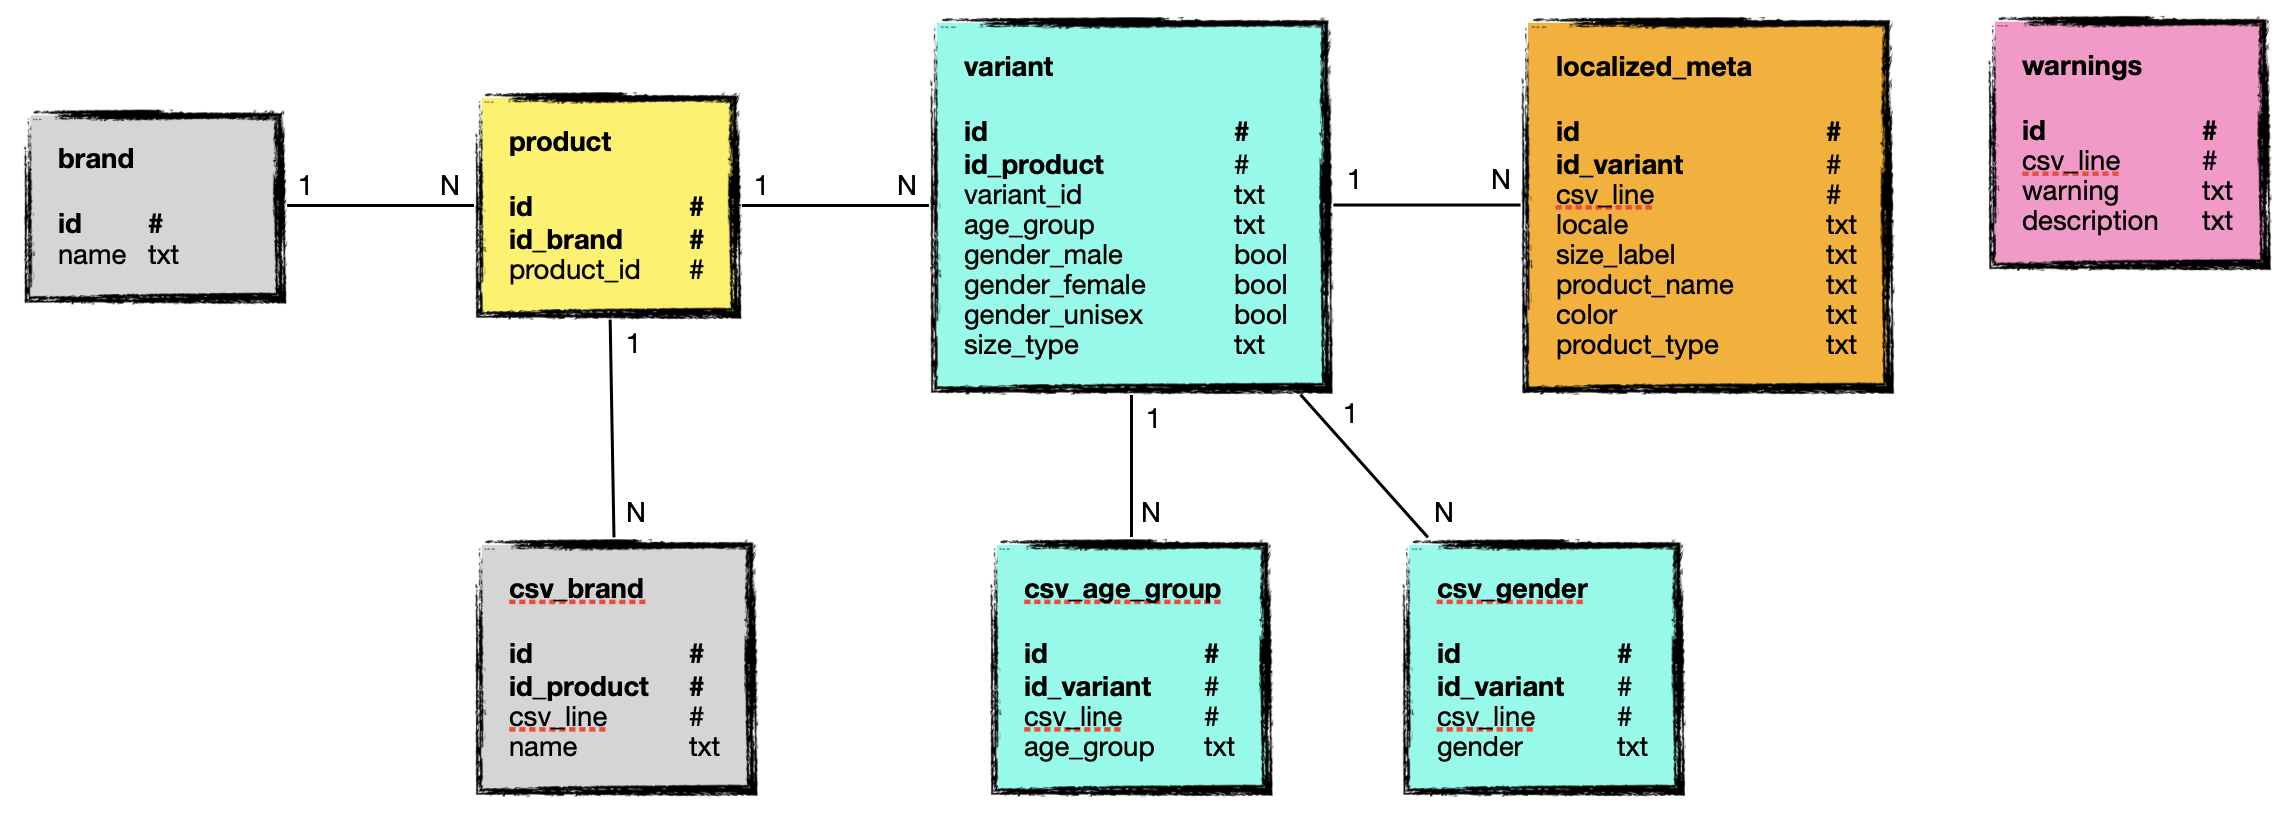 brand
id #
name txt
1 N
product
id #
id_brand #
product_id #
1 N
variant
id #
id_product #
variant_id txt
age_group txt
gender_male bool
gender_female bool
gender_unisex bool
size_type txt
1 N
localized_meta
id #
id_variant #
csv_line #
locale txt
size_label txt
product_name txt
color txt
product_type txt
warnings
id #
csv_line #
warning txt
description txt
1
N
csv_brand
id #
id_product #
csv_line #
name txt
1
N
csv_age_group
id #
id_variant #
csv_line #
age_group txt
1
N
csv_gender
id #
id_variant #
csv_line #
gender txt